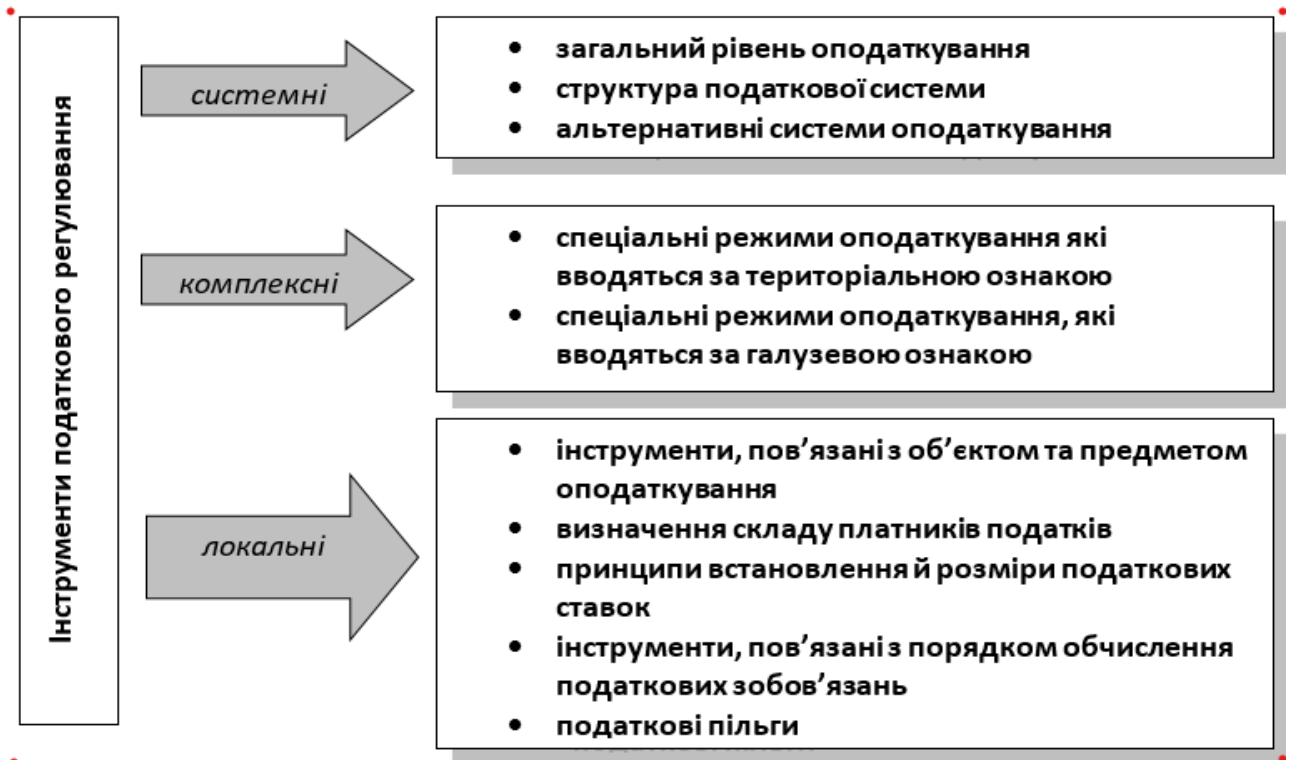 Інструменти податкового регулювання
системні
• загальний рівень оподаткування
• структура податкової системи
• альтернативні системи оподаткування
комплексні
• спеціальні режими оподаткування які
вводяться за територіальною ознакою
• спеціальні режими оподаткування, які
вводяться за галузевою ознакою
локальні
• інструменти, пов’язані з об’єктом та предметом
оподаткування
• визначення складу платників податків
• принципи встановлення й розміри податкових
ставок
• інструменти, пов’язані з порядком обчислення
податкових зобов’язань
• податкові пільги